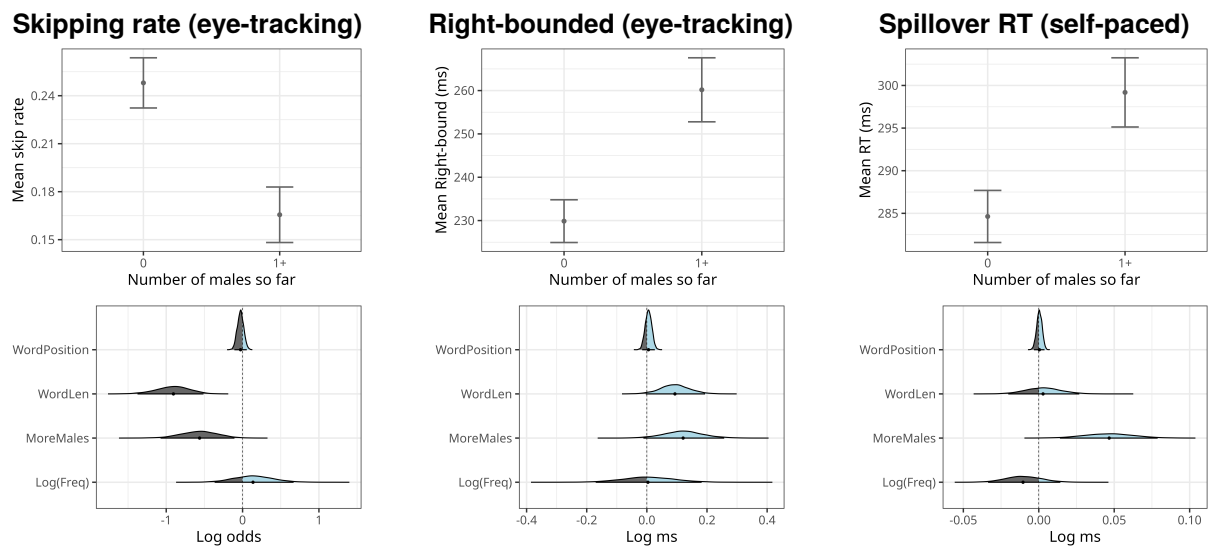 Skipping rate (eye-tracking)
Mean skip rate
0.24
0.21
0.18
0.15
0
1+
Number of males so far
WordPosition
WordLen
MoreMales
Log(Freq)
-1
0
1
Log odds
Right-bounded (eye-tracking)
Mean Right-bound (ms)
260
250
240
230
0
1+
Number of males so far
WordPosition
WordLen
MoreMales
Log(Freq)
-0.4
-0.2
0.0
0.2
0.4
Log ms
Spillover RT (self-paced)
Mean RT (ms)
300
295
290
285
0
1+
Number of males so far
WordPosition
WordLen
MoreMales
Log(Freq)
-0.05
0.00
0.05
0.10
Log ms